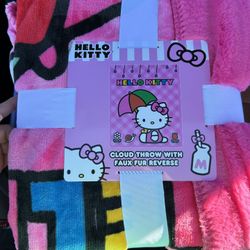 HELLO
KITTY
HELLO KITTY
CLOUD THROW WITH
FAUX FUR REVERSE
M